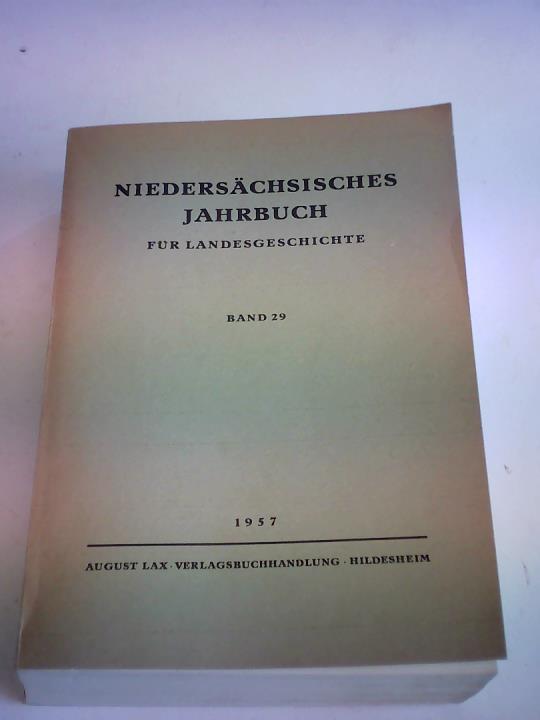 NIEDERSÄCHSISCHES
JAHRBUCH
FÜR LANDESGESCHICHTE
BAND 29
1957
AUGUST LAX · VERLAGSBUCHHANDLUNG · HILDESHEIM